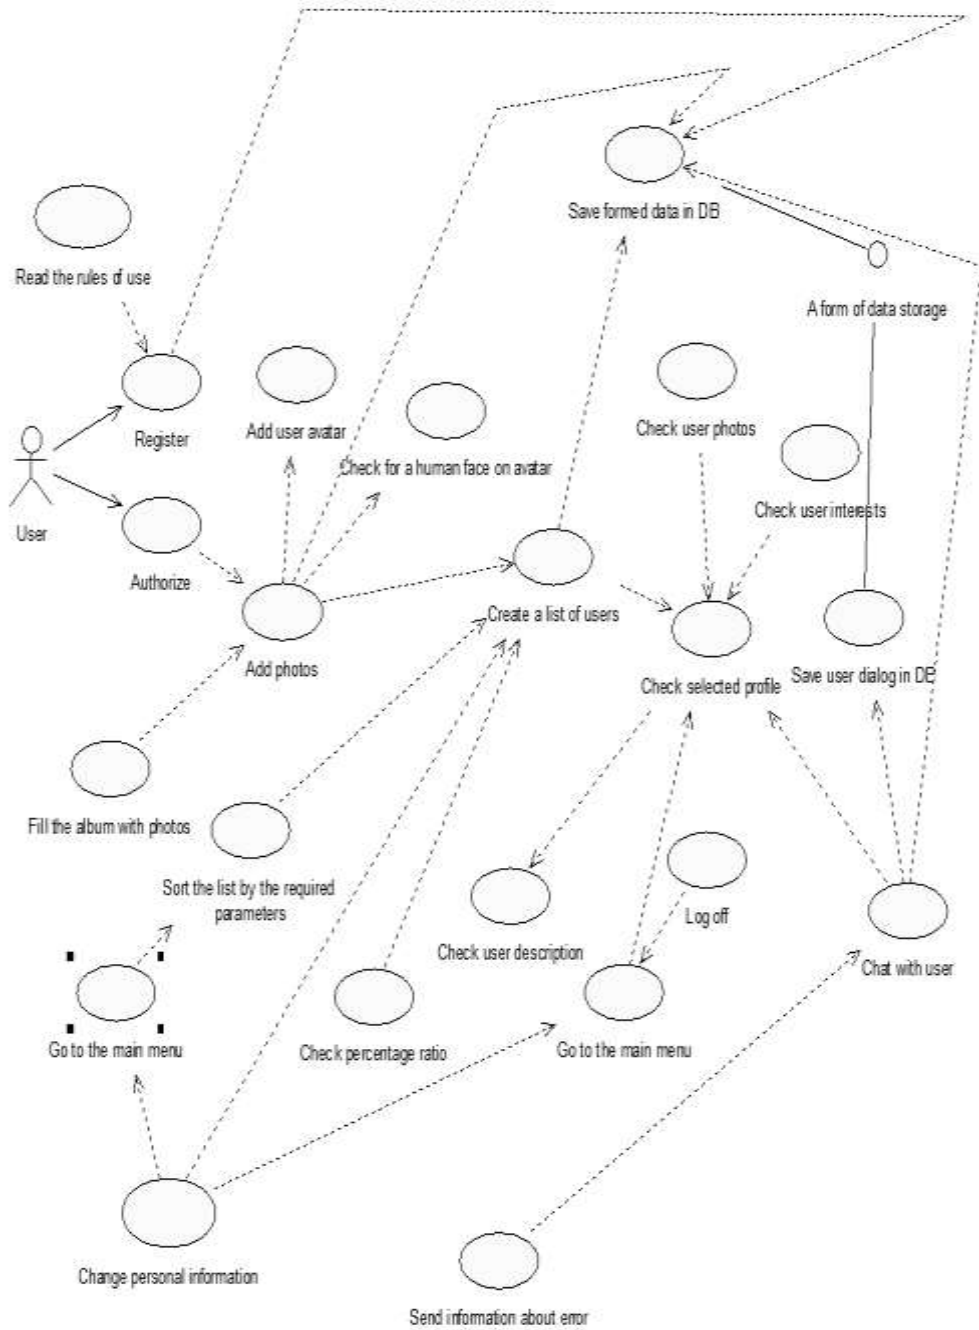 Save formed data in DB
Read the rules of use
A form of data storage
Register
Add user avatar
Check user photos
Check for a human face on avatar
User
Check user interests
Authorize
Create a list of users
Add photos
Check selected profile
Save user dialog in DB
Fill the album with photos
Sort the list by the required
parameters
Log off
Check user description
Chat with user
Go to the main menu
Check percentage ratio
Go to the main menu
Change personal information
Send information about error